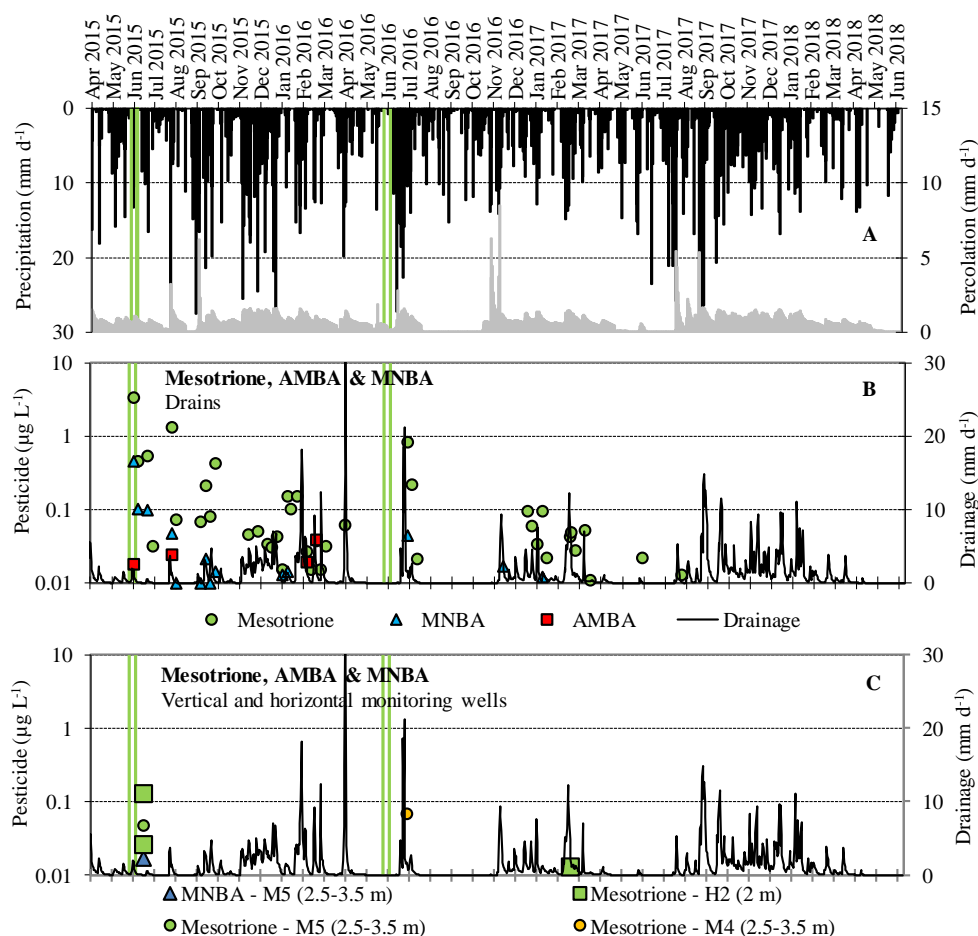 Apr 2015
May 2015
Jun 2015
Jul 2015
Aug 2015
Sep 2015
Oct 2015
Nov 2015
Dec 2015
Jan 2016
Feb 2016
Mar 2016
Apr 2016
May 2016
Jun 2016
Jul 2016
Aug 2016
Sep 2016
Oct 2016
Nov 2016
Dec 2016
Jan 2017
Feb 2017
Mar 2017
Apr 2017
May 2017
Jun 2017
Jul 2017
Aug 2017
Sep 2017
Oct 2017
Nov 2017
Dec 2017
Jan 2018
Feb 2018
Mar 2018
Apr 2018
May 2018
Jun 2018
Precipitation (mm d⁻¹)
0
10
20
30
A
15
10
5
0
Percolation (mm d⁻¹)
Pesticide (µg L⁻¹)
10
1
0.1
0.01
Mesotrione, AMBA & MNBA
Drains
B
30
20
10
0
Drainage (mm d⁻¹)
Mesotrione MNBA AMBA Drainage
Pesticide (µg L⁻¹)
10
1
0.1
0.01
Mesotrione, AMBA & MNBA
Vertical and horizontal monitoring wells
C
30
20
10
0
Drainage (mm d⁻¹)
MNBA - M5 (2.5-3.5 m) Mesotrione - H2 (2 m)
Mesotrione - M5 (2.5-3.5 m) Mesotrione - M4 (2.5-3.5 m)